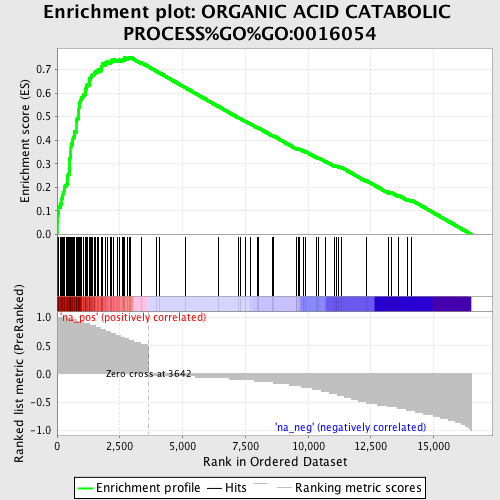 Enrichment plot: ORGANIC ACID CATABOLIC
PROCESS%GO%GO:0016054
Enrichment score (ES)
0.7
0.6
0.5
0.4
0.3
0.2
0.1
0.0
Ranked list metric (PreRanked)
1.0
0.5
0.0
-0.5
-1.0
'na_pos' (positively correlated)
Zero cross at 3642
'na_neg' (negatively correlated)
0
2,500
5,000
7,500
10,000
12,500
15,000
Rank in Ordered Dataset
Enrichment profile
Hits
Ranking metric scores